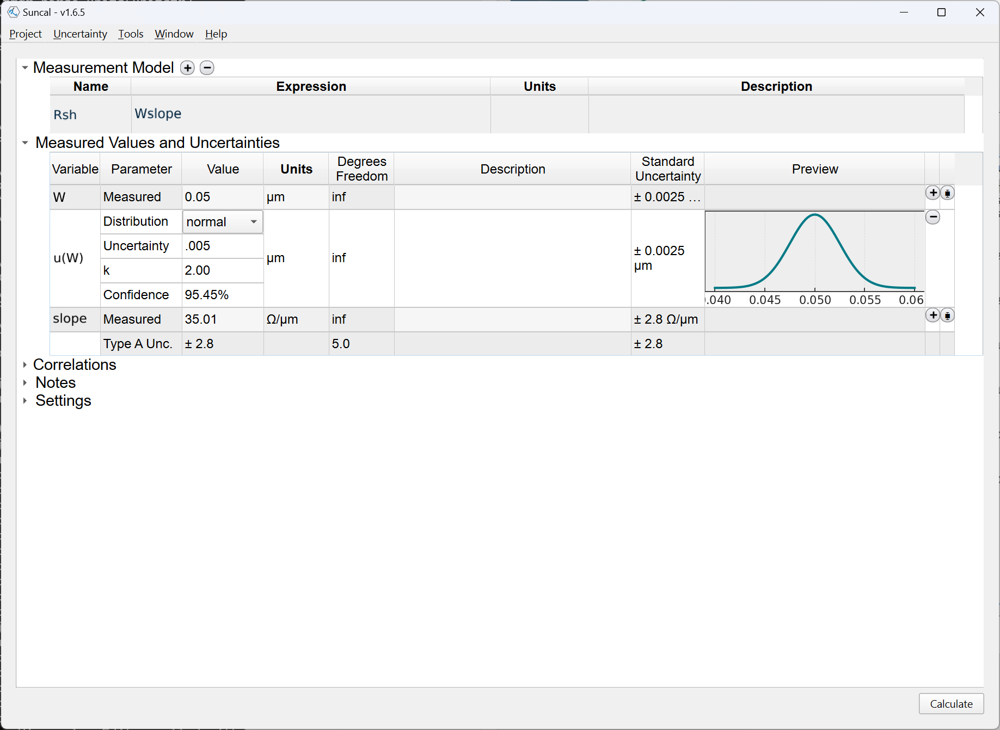 Suncal - v1.6.5
Project Uncertainty Tools Window Help
Measurement Model
Name Expression Units Description
Rsh Wslope
Measured Values and Uncertainties
Variable Parameter Value Units Degrees Freedom Description Standard Uncertainty Preview
W Measured 0.05 µm inf ± 0.0025 …
u(W) Distribution normal µm inf ± 0.0025 µm
Uncertainty .005
k 2.00
Confidence 95.45%
.040 0.045 0.050 0.055 0.06
slope Measured 35.01 Ω/µm inf ± 2.8 Ω/µm
Type A Unc. ± 2.8 5.0 ± 2.8
Correlations
Notes
Settings
Calculate